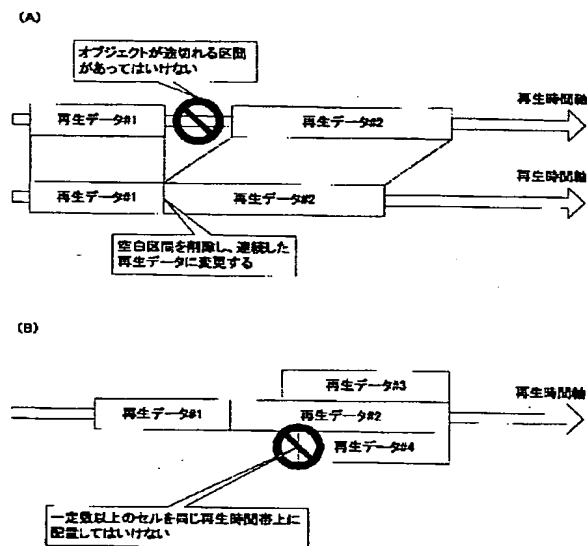 (A)
オブジェクトが途切れる区間
があってはいけない
再生時間軸
再生データ#1
再生データ#2
再生時間軸
再生データ#1
再生データ#2
空白区間を削除し、連続した
再生データに変更する
(B)
再生データ#3
再生時間軸
再生データ#1
再生データ#2
再生データ#4
一定数以上のセルを同じ再生時間帯上に
配置してはいけない